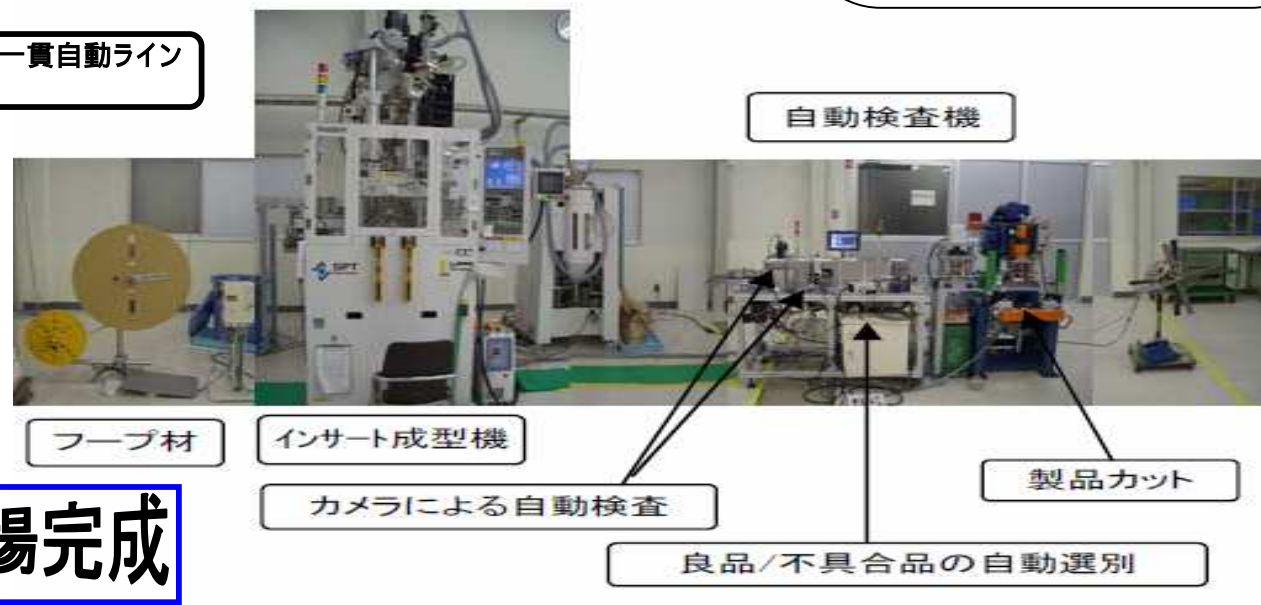 一貫自動ライン
自動検査機
SPT
フープ材
インサート成型機
カメラによる自動検査
製品カット
良品/不具合品の自動選別
場完成